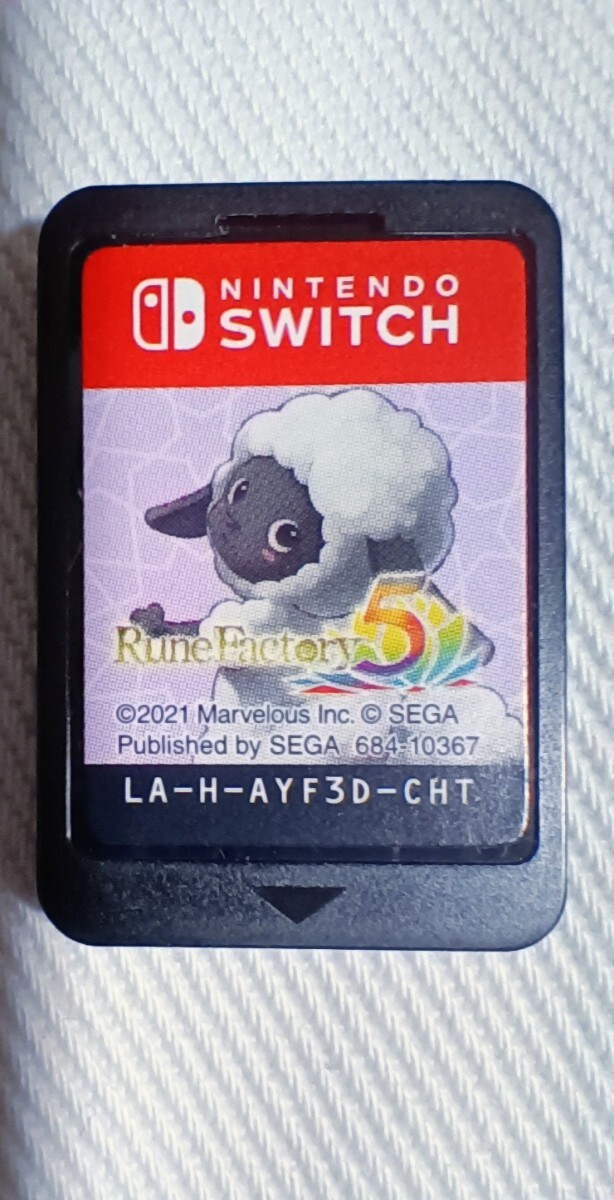 NINTENDO
SWITCH
Rune Factory 5
©2021 Marvelous Inc. © SEGA
Published by SEGA 684-10367
LA-H-AYF3D-CHT